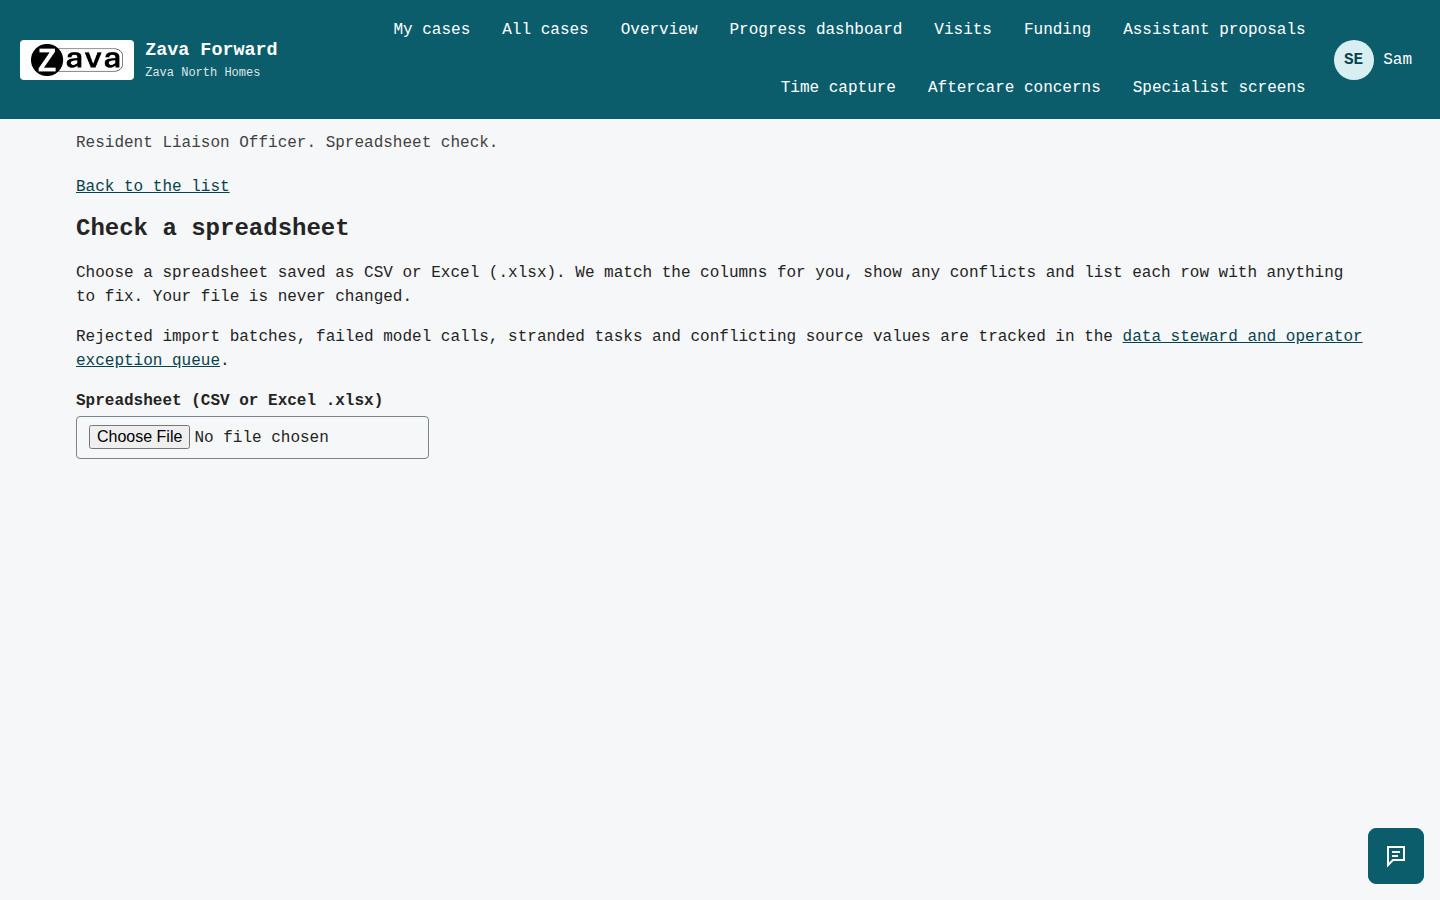 Zava
Zava Forward
Zava North Homes
My cases All cases Overview Progress dashboard Visits Funding Assistant proposals
Time capture Aftercare concerns Specialist screens
SE Sam
Resident Liaison Officer. Spreadsheet check.
Back to the list
Check a spreadsheet
Choose a spreadsheet saved as CSV or Excel (.xlsx). We match the columns for you, show any conflicts and list each row with anything
to fix. Your file is never changed.
Rejected import batches, failed model calls, stranded tasks and conflicting source values are tracked in the data steward and operator
exception queue.
Spreadsheet (CSV or Excel .xlsx)
Choose File No file chosen